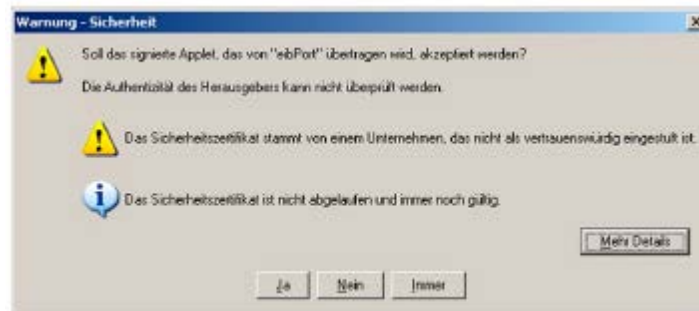 Warnung - Sicherheit
Soll das signierte Applet, das von "eibPort" übertragen wird, akzeptiert werden?
Die Authentizität des Herausgebers kann nicht überprüft werden.
Das Sicherheitszertifikat stammt von einem Unternehmen, das nicht als vertrauenswürdig eingestuft ist.
Das Sicherheitszertifikat ist nicht abgelaufen und immer noch gültig.
Mehr Details
Ja Nein Immer